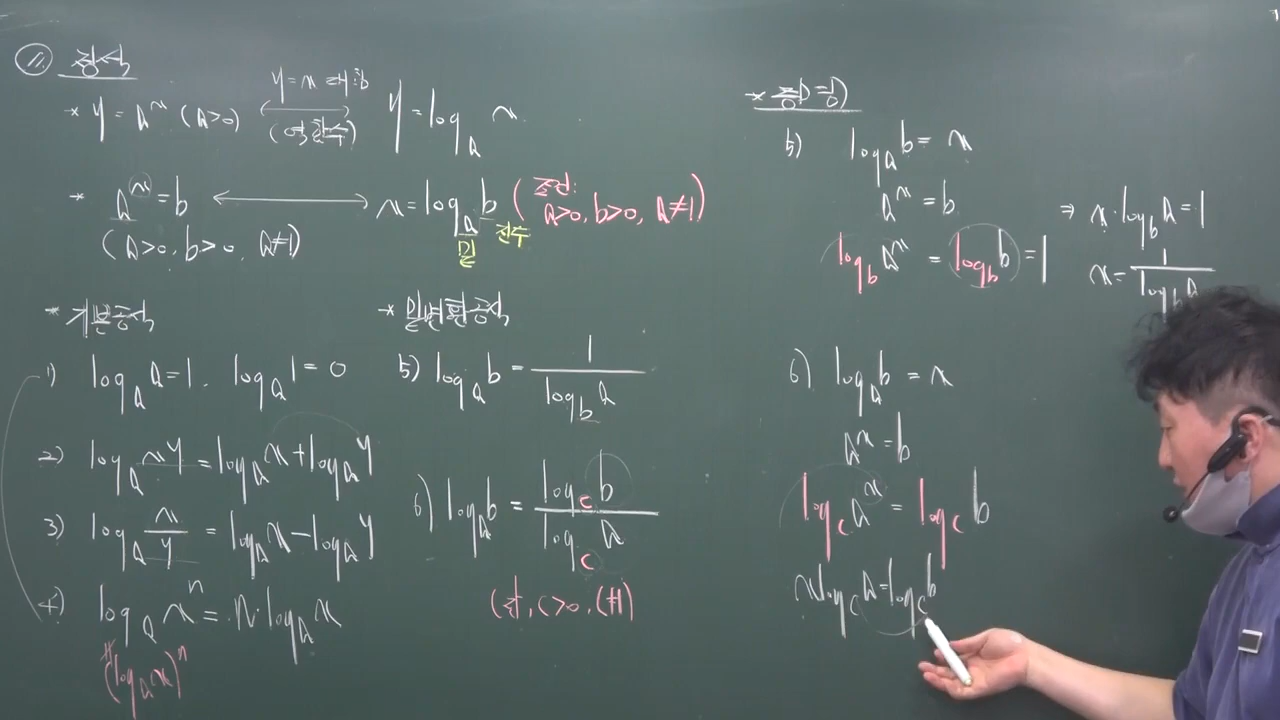 정석
* y = a^x (a>0) ⟷ y = log_a x
y = x 대칭
(역함수)
* a^x = b ⟷ x = log_a b (조건: a>0, b>0, a≠1)
(a>0, b>0, a≠1)
밑 진수
* 기본공식
1) log_a a = 1. log_a 1 = 0
2) log_a xy = log_a x + log_a y
3) log_a x/y = log_a x - log_a y
4) log_a x^n = n·log_a x
≠ (log_a x)^n
* 밑변환공식
5) log_a b = 1/log_b a
6) log_a b = log_c b/log_c a
(단, c>0, c≠1)
* 증명
5) log_a b = x
a^x = b
log_b a^x = log_b b = 1
⇒ x·log_b a = 1
x = 1/log_b a
6) log_a b = x
a^x = b
log_c a^x = log_c b
x log_c a = log_c b